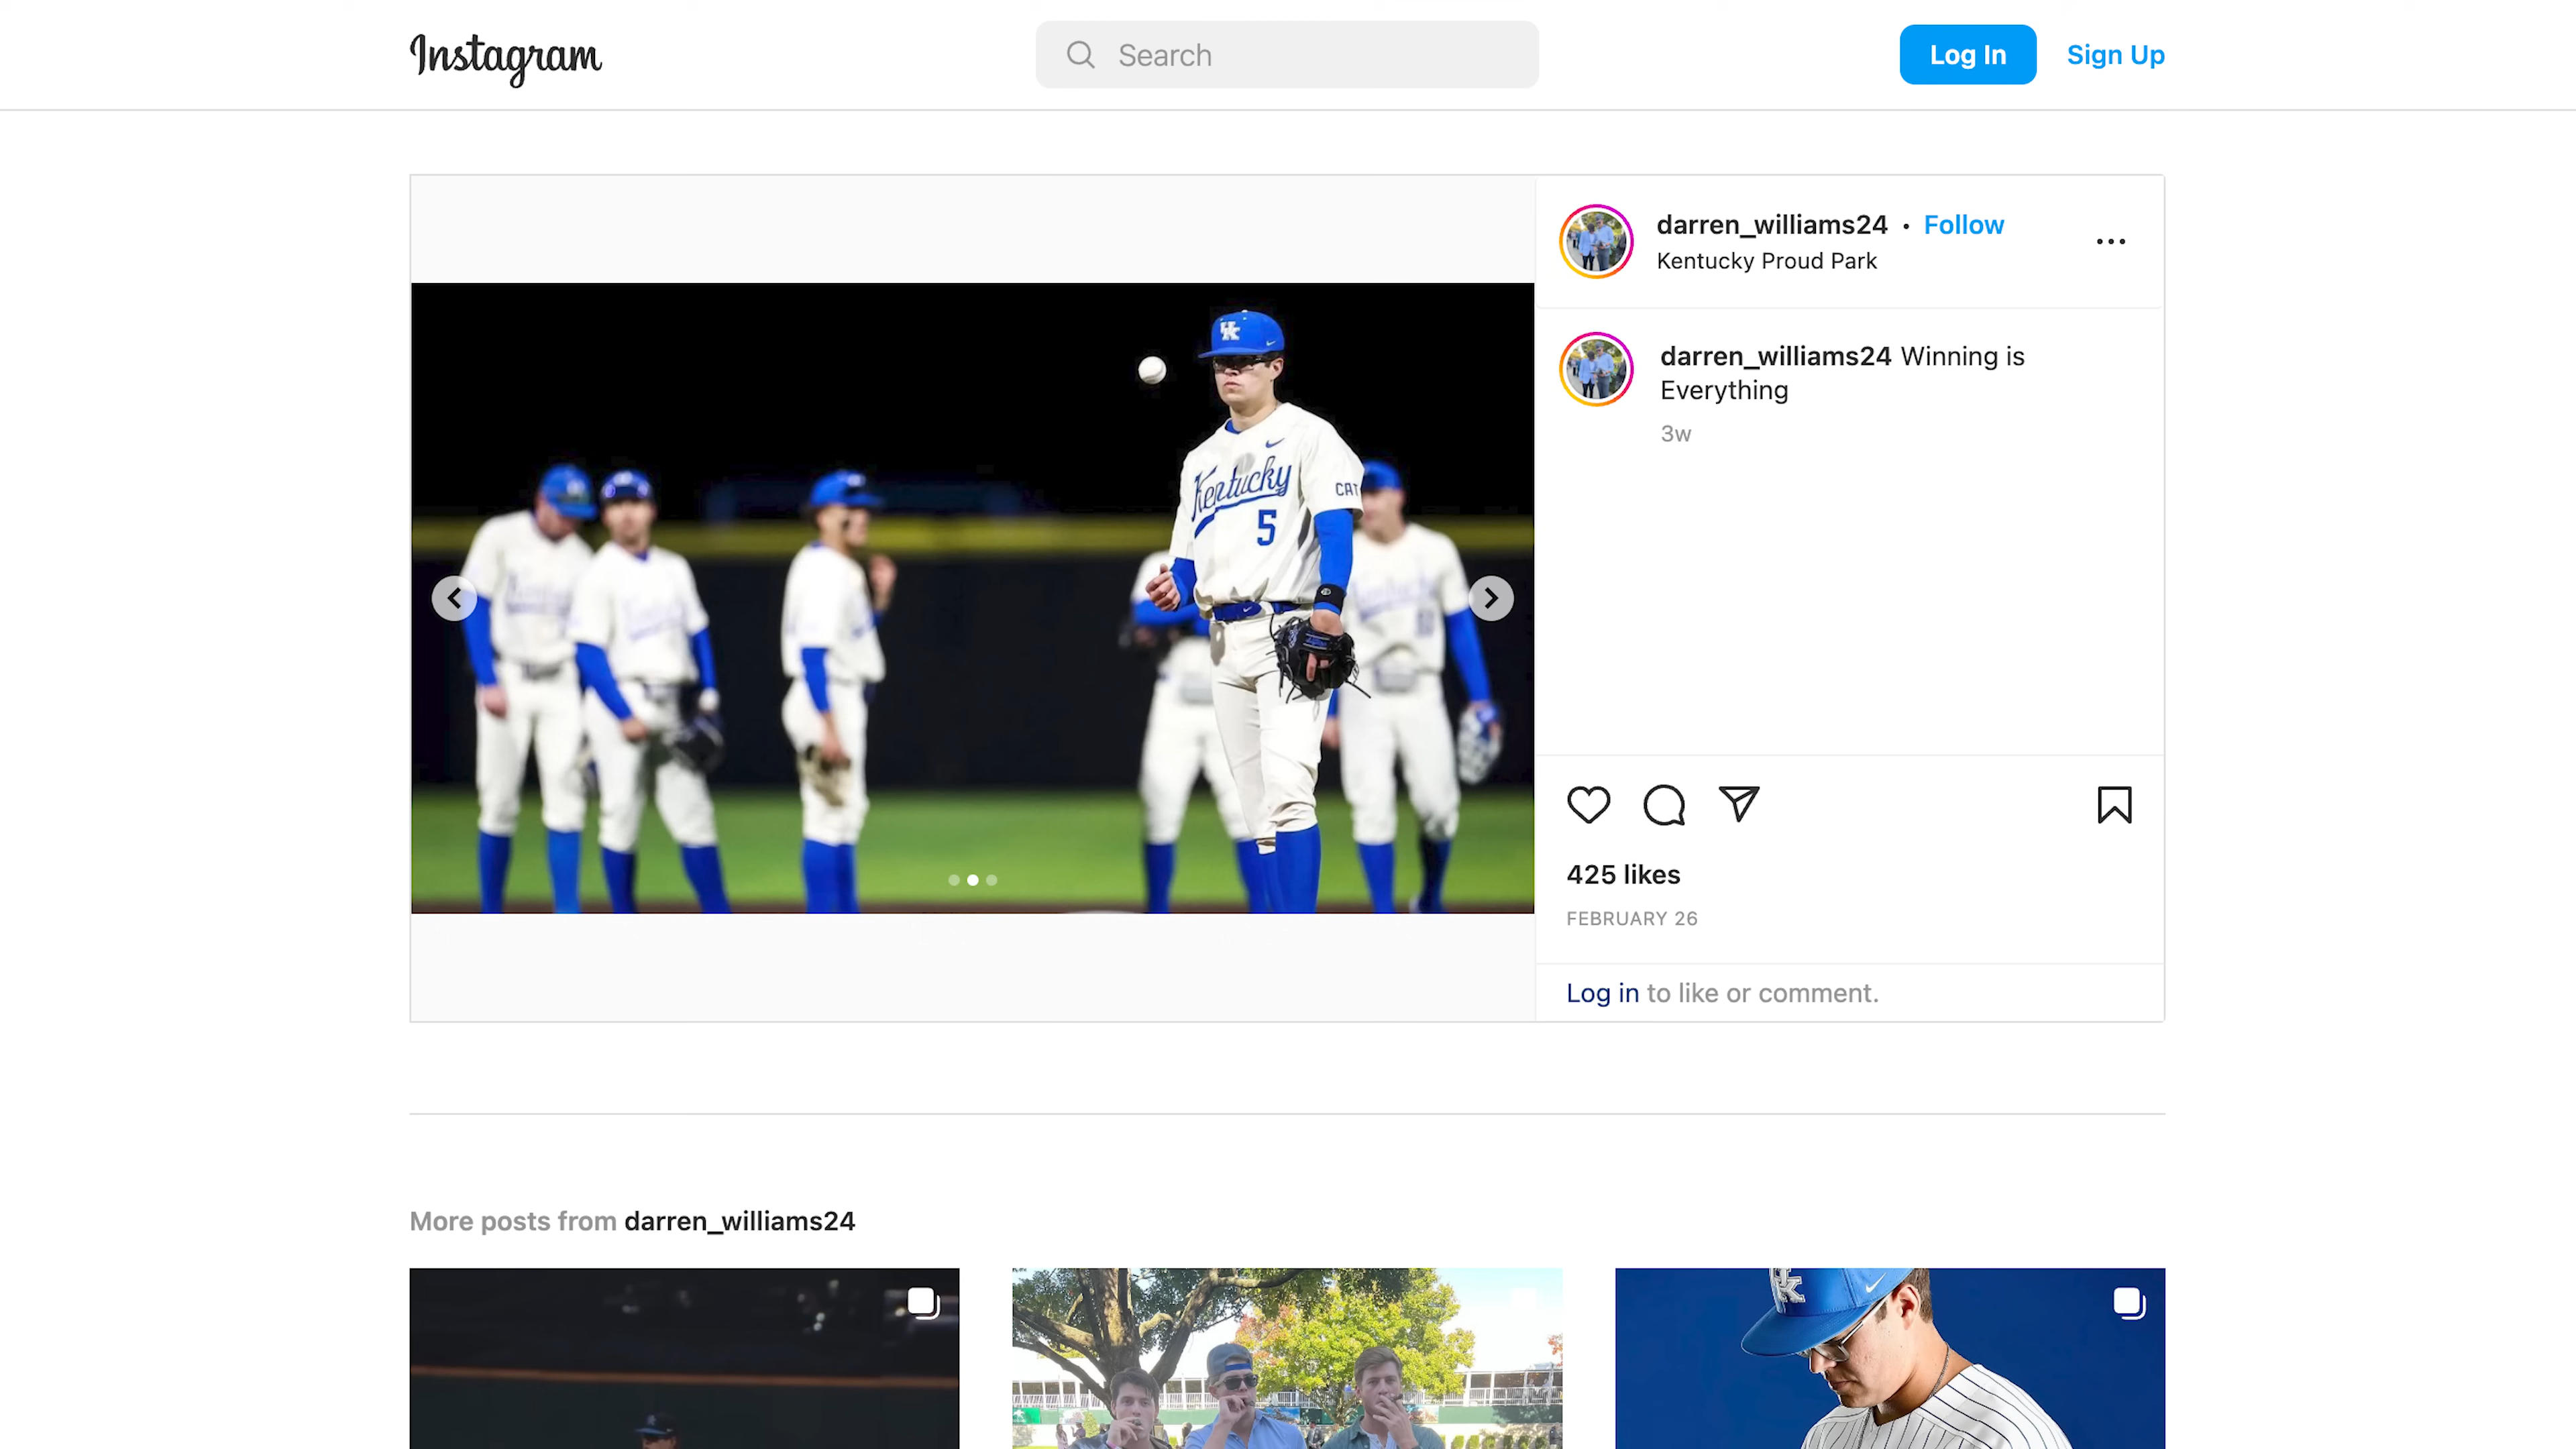 Instagram
Search
Log In
Sign Up
darren_williams24 • Follow
Kentucky Proud Park
darren_williams24 Winning is
Everything
3w
UK
Kentucky
5
CAT
425 likes
FEBRUARY 26
Log in to like or comment.
More posts from darren_williams24
UK